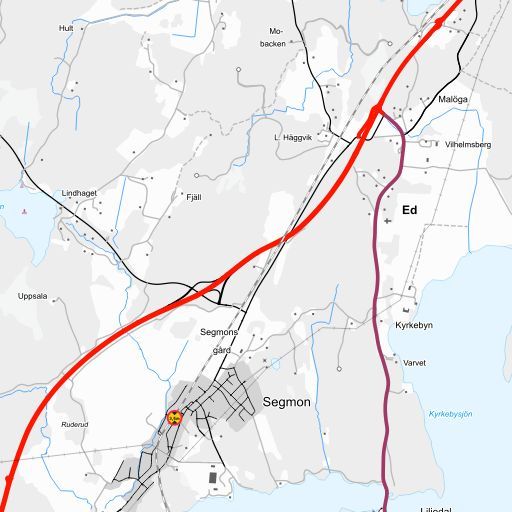 Hult
Mo-
backen
Malöga
L. Häggvik
Vilhelmsberg
Lindhaget
Fjäll
Ed
Uppsala
Kyrkebyn
Segmons
gård
Varvet
Segmon
Kyrkebysjön
Ruderud
Liljedal